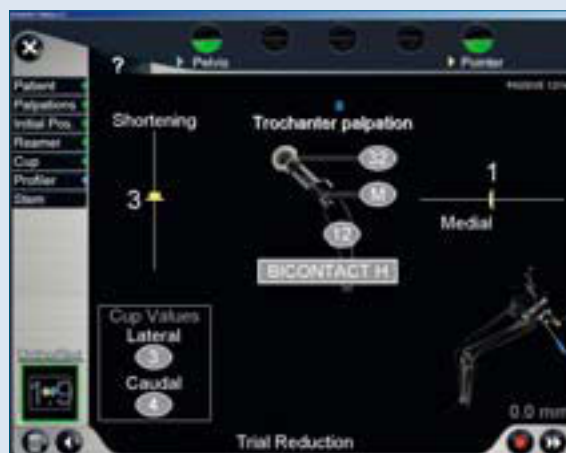 ?
Pelvis
Pointer
Patient
Palpations
Initial Pos.
Reamer
Cup
Profiler
Stem
Shortening
3
Trochanter palpation
32
M
12
BICONTACT H
1
Medial
Cup Values
Lateral
3
Caudal
4
0.0 mm
Trial Reduction